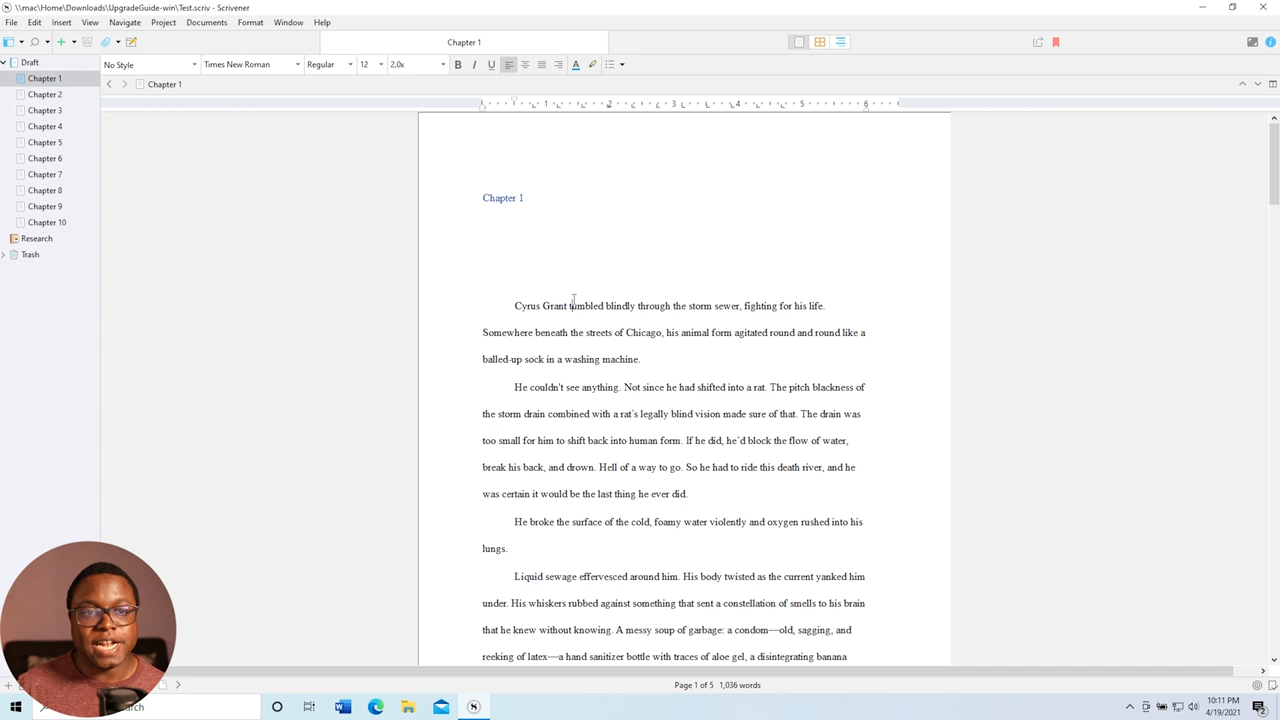 \\mac\Home\Downloads\UpgradeGuide-win\Test.scriv - Scrivener
File Edit Insert View Navigate Project Documents Format Window Help
Chapter 1
No Style Times New Roman Regular 12 2.0x B I U A
Draft
Chapter 1
Chapter 2
Chapter 3
Chapter 4
Chapter 5
Chapter 6
Chapter 7
Chapter 8
Chapter 9
Chapter 10
Research
Trash
Chapter 1
1 2 3 4 5 6
Chapter 1
Cyrus Grant tumbled blindly through the storm sewer, fighting for his life.
Somewhere beneath the streets of Chicago, his animal form agitated round and round like a
balled-up sock in a washing machine.
He couldn't see anything. Not since he had shifted into a rat. The pitch blackness of
the storm drain combined with a rat's legally blind vision made sure of that. The drain was
too small for him to shift back into human form. If he did, he'd block the flow of water,
break his back, and drown. Hell of a way to go. So he had to ride this death river, and he
was certain it would be the last thing he ever did.
He broke the surface of the cold, foamy water violently and oxygen rushed into his
lungs.
Liquid sewage effervesced around him. His body twisted as the current yanked him
under. His whiskers rubbed against something that sent a constellation of smells to his brain
that he knew without knowing. A messy soup of garbage: a condom—old, sagging, and
reeking of latex—a hand sanitizer bottle with traces of aloe gel, a disintegrating banana
Page 1 of 5 1,036 words
10:11 PM
4/19/2021